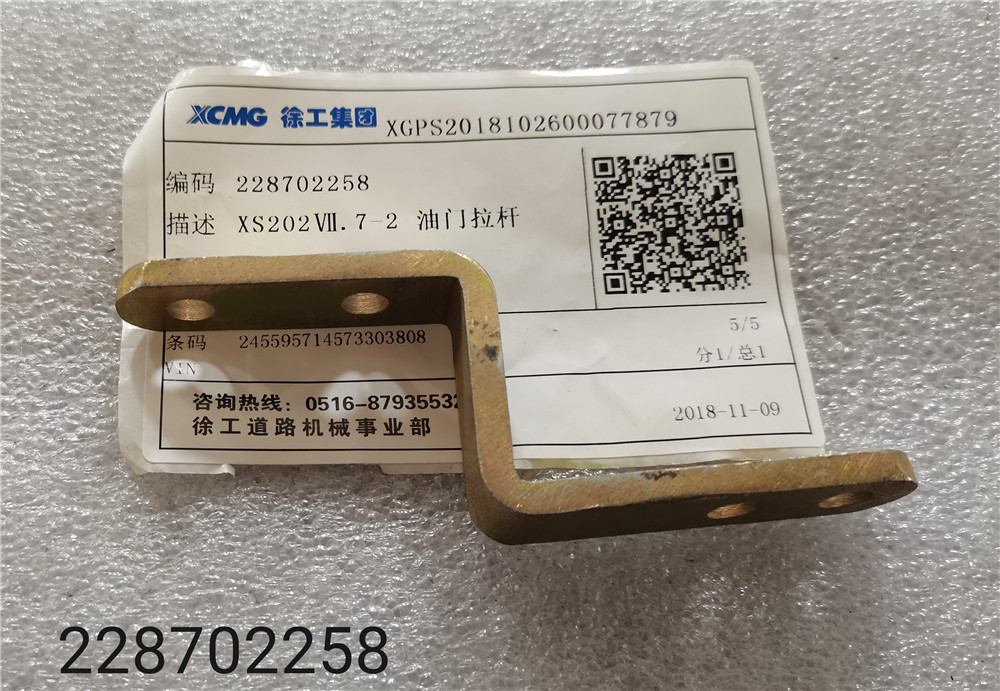 XCMG 徐工集团 XGPS2018102600077879
编码 228702258
描述 XS202Ⅶ.7-2 油门拉杆
5/5
条码 245595714573303808
分1/总1
VIN
咨询热线：0516-87935532
2018-11-09
徐工道路机械事业部
228702258